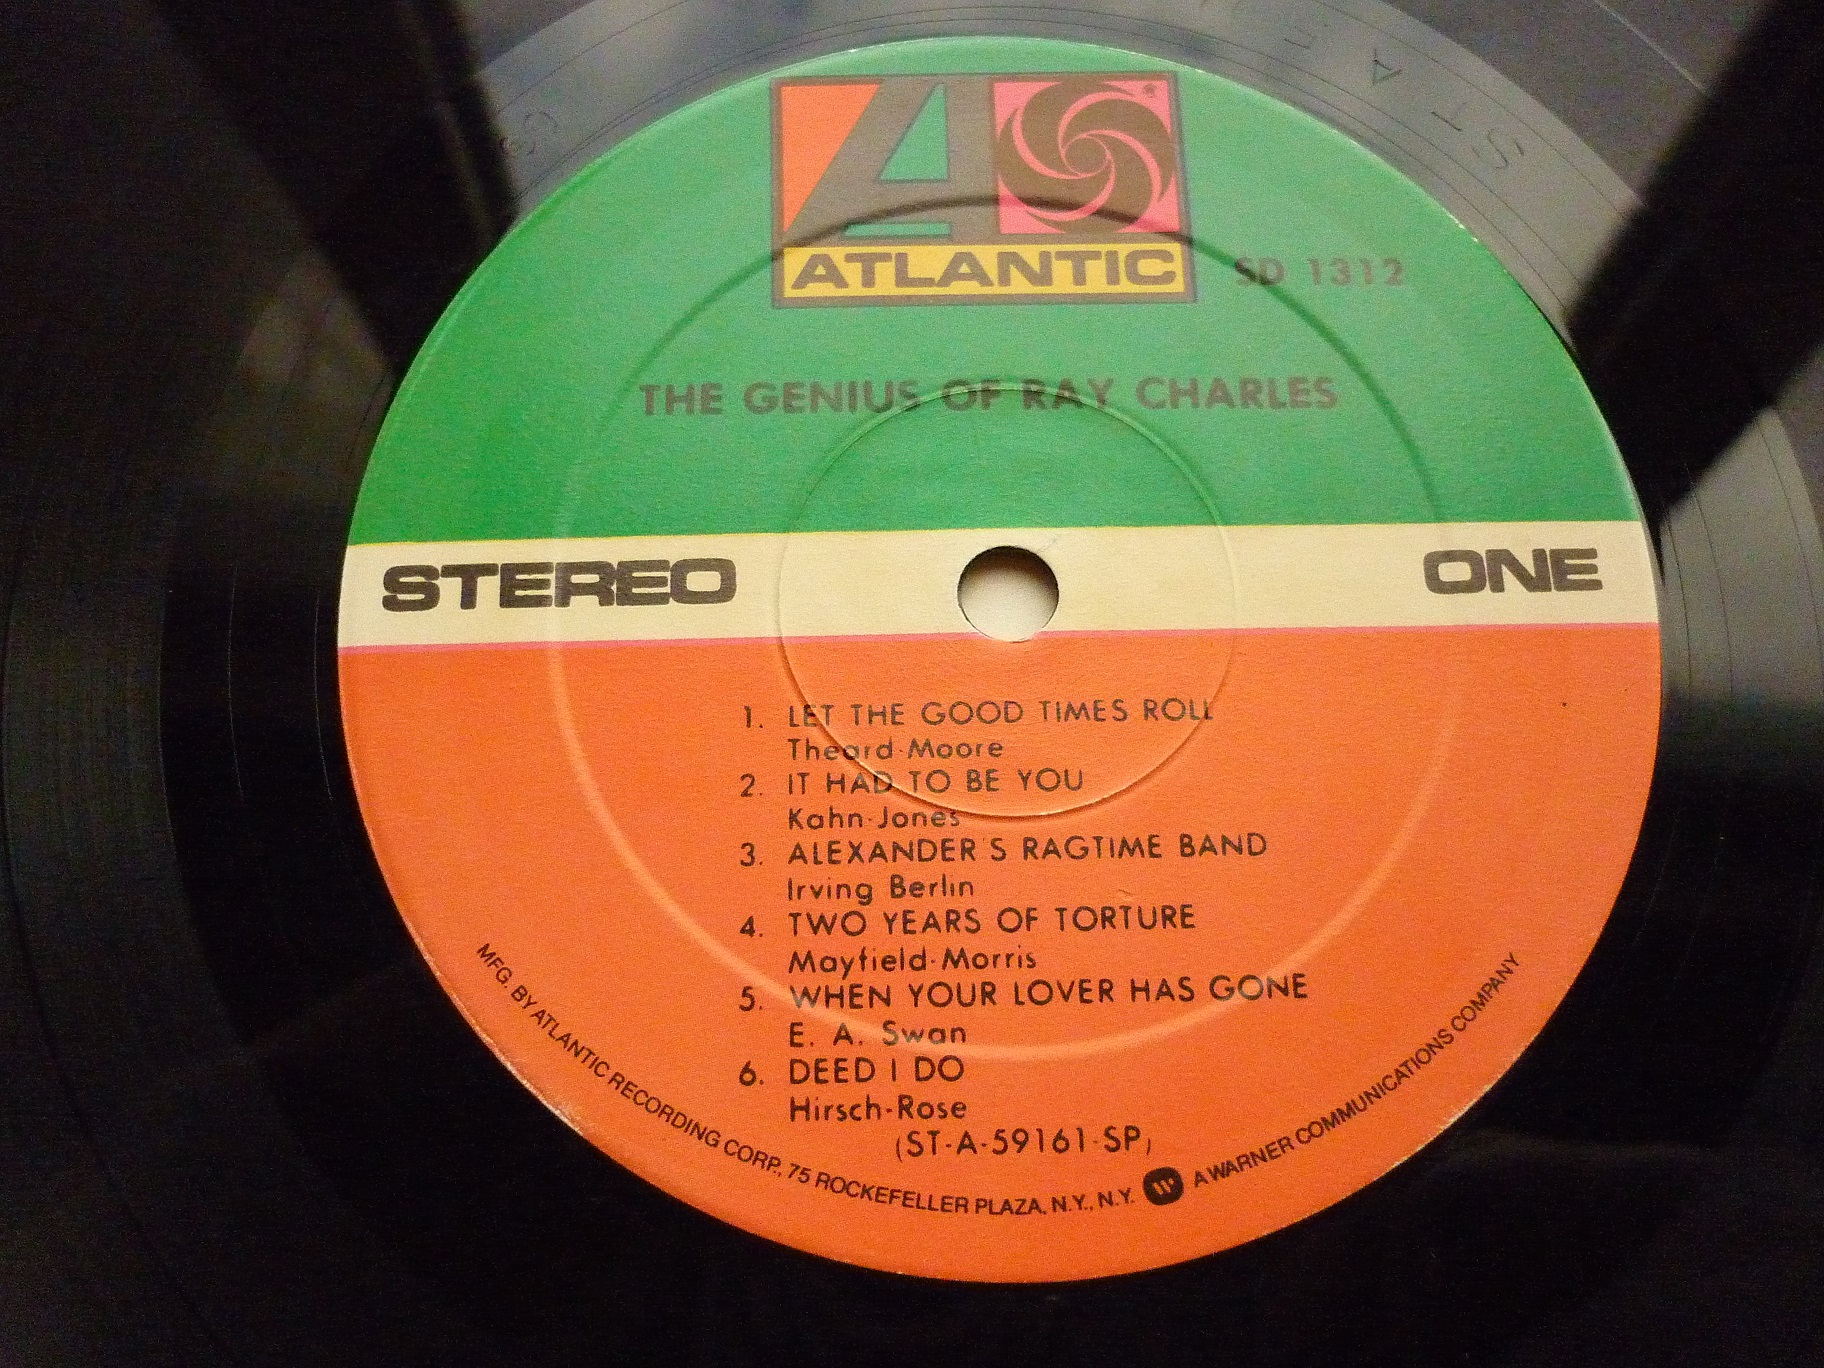 ATLANTIC
SD 1312
THE GENIUS OF RAY CHARLES
STEREO
ONE
1. LET THE GOOD TIMES ROLL
Theard-Moore
2. IT HAD TO BE YOU
Kahn-Jones
3. ALEXANDER'S RAGTIME BAND
Irving Berlin
4. TWO YEARS OF TORTURE
Mayfield-Morris
5. WHEN YOUR LOVER HAS GONE
E. A. Swan
6. DEED I DO
Hirsch-Rose
(ST-A-59161-SP)
MFG. BY ATLANTIC RECORDING CORP., 75 ROCKEFELLER PLAZA, N.Y., N.Y. A WARNER COMMUNICATIONS COMPANY